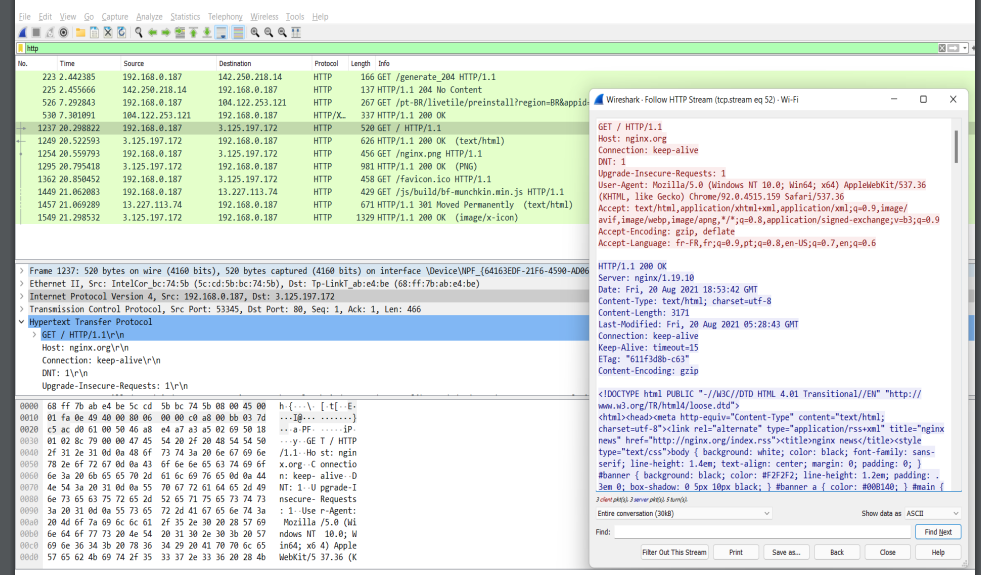 File Edit View Go Capture Analyze Statistics Telephony Wireless Tools Help
http
No. Time Source Destination Protocol Length Info
223 2.442385 192.168.0.187 142.250.218.14 HTTP 166 GET /generate_204 HTTP/1.1
225 2.455666 142.250.218.14 192.168.0.187 HTTP 137 HTTP/1.1 204 No Content
526 7.292843 192.168.0.187 104.122.253.121 HTTP 267 GET /pt-BR/livetile/preinstall?region=BR&appid=
530 7.301091 104.122.253.121 192.168.0.187 HTTP/X… 337 HTTP/1.1 200 OK
1237 20.298822 192.168.0.187 3.125.197.172 HTTP 520 GET / HTTP/1.1
1249 20.522593 3.125.197.172 192.168.0.187 HTTP 626 HTTP/1.1 200 OK (text/html)
1254 20.559793 192.168.0.187 3.125.197.172 HTTP 456 GET /nginx.png HTTP/1.1
1295 20.795418 3.125.197.172 192.168.0.187 HTTP 981 HTTP/1.1 200 OK (PNG)
1362 20.850452 192.168.0.187 3.125.197.172 HTTP 458 GET /favicon.ico HTTP/1.1
1449 21.062083 192.168.0.187 13.227.113.74 HTTP 429 GET /js/build/bf-munchkin.min.js HTTP/1.1
1457 21.069289 13.227.113.74 192.168.0.187 HTTP 671 HTTP/1.1 301 Moved Permanently (text/html)
1549 21.298532 3.125.197.172 192.168.0.187 HTTP 1329 HTTP/1.1 200 OK (image/x-icon)
Frame 1237: 520 bytes on wire (4160 bits), 520 bytes captured (4160 bits) on interface \Device\NPF_{64163EDF-21F6-4590-AD06
Ethernet II, Src: IntelCor_bc:74:5b (5c:cd:5b:bc:74:5b), Dst: Tp-LinkT_ab:e4:be (68:ff:7b:ab:e4:be)
Internet Protocol Version 4, Src: 192.168.0.187, Dst: 3.125.197.172
Transmission Control Protocol, Src Port: 53345, Dst Port: 80, Seq: 1, Ack: 1, Len: 466
Hypertext Transfer Protocol
GET / HTTP/1.1\r\n
Host: nginx.org\r\n
Connection: keep-alive\r\n
DNT: 1\r\n
Upgrade-Insecure-Requests: 1\r\n
0000 68 ff 7b ab e4 be 5c cd 5b bc 74 5b 08 00 45 00 h·{···\· [·t[··E·
0010 01 fa 0e 49 40 00 80 06 00 00 c0 a8 00 bb 03 7d ···I@··· ·······}
0020 c5 ac d0 61 00 50 46 a8 e4 a7 a3 a5 02 69 50 18 ···a·PF· ·····iP·
0030 01 02 8c 79 00 00 47 45 54 20 2f 20 48 54 54 50 ···y··GE T / HTTP
0040 2f 31 2e 31 0d 0a 48 6f 73 74 3a 20 6e 67 69 6e /1.1··Ho st: ngin
0050 78 2e 6f 72 67 0d 0a 43 6f 6e 6e 65 63 74 69 6f x.org··C onnectio
0060 6e 3a 20 6b 65 65 70 2d 61 6c 69 76 65 0d 0a 44 n: keep- alive··D
0070 4e 54 3a 20 31 0d 0a 55 70 67 72 61 64 65 2d 49 NT: 1··U pgrade-I
0080 6e 73 65 63 75 72 65 2d 52 65 71 75 65 73 74 73 nsecure- Requests
0090 3a 20 31 0d 0a 55 73 65 72 2d 41 67 65 6e 74 3a : 1··Use r-Agent:
00a0 20 4d 6f 7a 69 6c 6c 61 2f 35 2e 30 20 28 57 69 Mozilla /5.0 (Wi
00b0 6e 64 6f 77 73 20 4e 54 20 31 30 2e 30 3b 20 57 ndows NT 10.0; W
00c0 69 6e 36 34 3b 20 78 36 34 29 20 41 70 70 6c 65 in64; x6 4) Apple
00d0 57 65 62 4b 69 74 2f 35 33 37 2e 33 36 20 28 4b WebKit/5 37.36 (K
Wireshark · Follow HTTP Stream (tcp.stream eq 52) · Wi-Fi
GET / HTTP/1.1
Host: nginx.org
Connection: keep-alive
DNT: 1
Upgrade-Insecure-Requests: 1
User-Agent: Mozilla/5.0 (Windows NT 10.0; Win64; x64) AppleWebKit/537.36
(KHTML, like Gecko) Chrome/92.0.4515.159 Safari/537.36
Accept: text/html,application/xhtml+xml,application/xml;q=0.9,image/
avif,image/webp,image/apng,*/*;q=0.8,application/signed-exchange;v=b3;q=0.9
Accept-Encoding: gzip, deflate
Accept-Language: fr-FR,fr;q=0.9,pt;q=0.8,en-US;q=0.7,en;q=0.6
HTTP/1.1 200 OK
Server: nginx/1.19.10
Date: Fri, 20 Aug 2021 18:53:42 GMT
Content-Type: text/html; charset=utf-8
Content-Length: 3171
Last-Modified: Fri, 20 Aug 2021 05:28:43 GMT
Connection: keep-alive
Keep-Alive: timeout=15
ETag: "611f3d8b-c63"
Content-Encoding: gzip
<!DOCTYPE html PUBLIC "-//W3C//DTD HTML 4.01 Transitional//EN" "http://
www.w3.org/TR/html4/loose.dtd">
<html><head><meta http-equiv="Content-Type" content="text/html;
charset=utf-8"><link rel="alternate" type="application/rss+xml" title="nginx
news" href="http://nginx.org/index.rss"><title>nginx news</title><style
type="text/css">body { background: white; color: black; font-family: sans-
serif; line-height: 1.4em; text-align: center; margin: 0; padding: 0; }
#banner { background: black; color: #F2F2F2; line-height: 1.2em; padding: .
3em 0; box-shadow: 0 5px 10px black; } #banner a { color: #00B140; } #main {
3 client pkt(s), 3 server pkt(s), 5 turn(s).
Entire conversation (30kB) Show data as ASCII
Find: Find Next
Filter Out This Stream Print Save as… Back Close Help